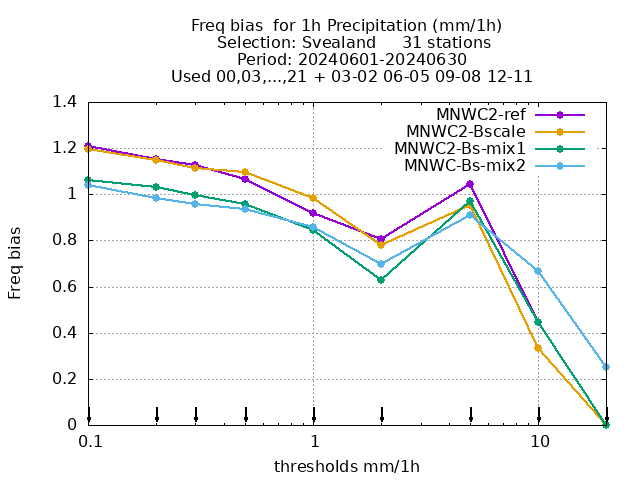 Freq bias  for 1h Precipitation (mm/1h)
Selection: Svealand     31 stations
Period: 20240601-20240630
Used 00,03,...,21 + 03-02 06-05 09-08 12-11
MNWC2-ref
MNWC2-Bscale
MNWC2-Bs-mix1
MNWC-Bs-mix2
1.4
1.2
1
0.8
0.6
0.4
0.2
0
Freq bias
0.1
1
10
thresholds mm/1h